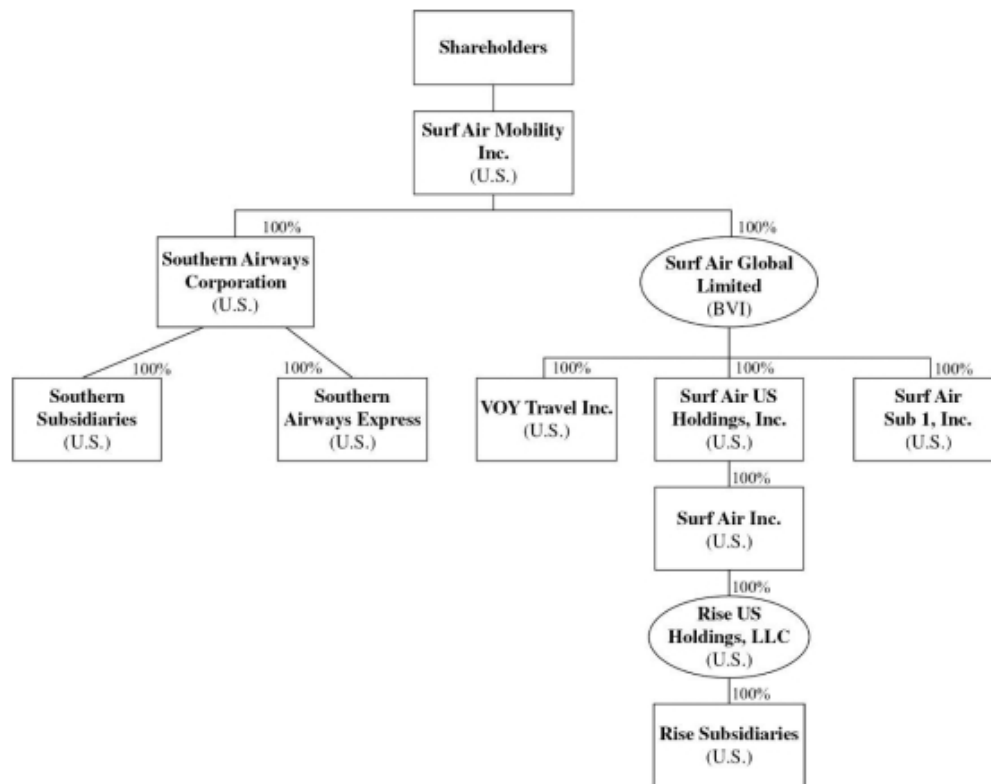 Shareholders
Surf Air Mobility
Inc.
(U.S.)
100%
100%
Southern Airways
Corporation
(U.S.)
Surf Air Global
Limited
(BVI)
100%
100%
100%
100%
100%
Southern
Subsidiaries
(U.S.)
Southern
Airways Express
(U.S.)
VOY Travel Inc.
(U.S.)
Surf Air US
Holdings, Inc.
(U.S.)
Surf Air
Sub 1, Inc.
(U.S.)
100%
Surf Air Inc.
(U.S.)
100%
Rise US
Holdings, LLC
(U.S.)
100%
Rise Subsidiaries
(U.S.)